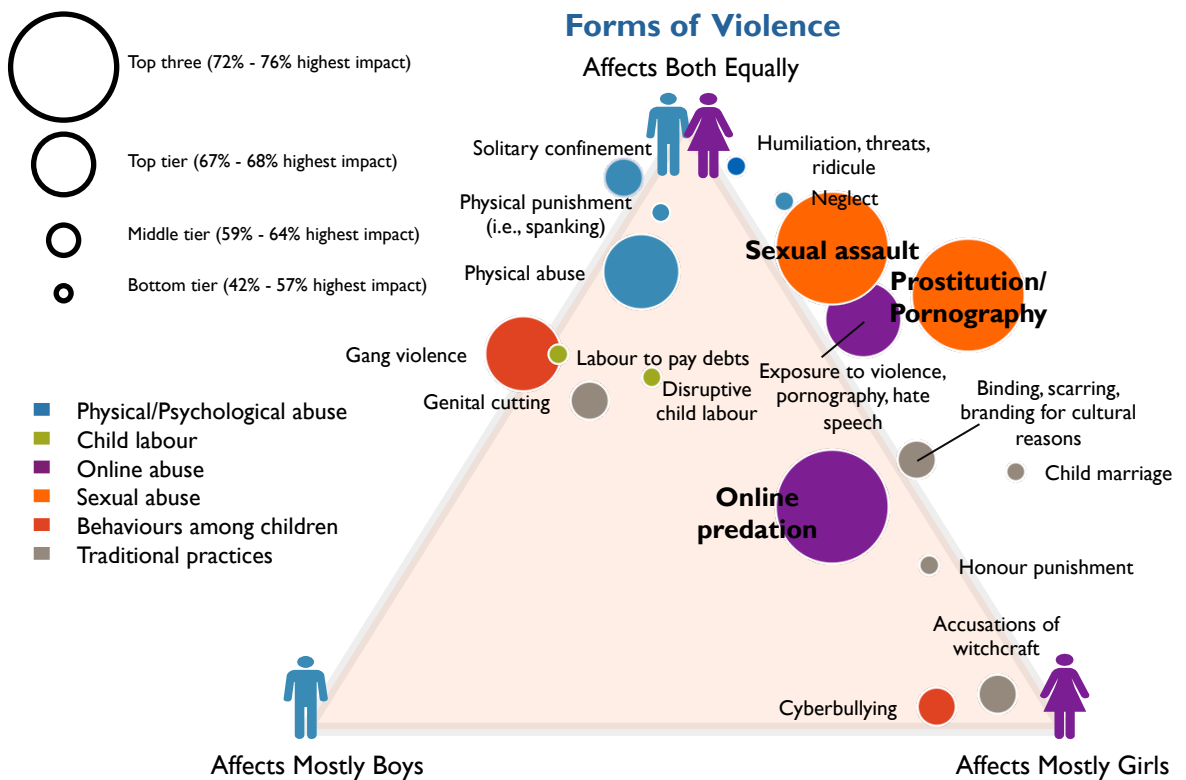 Forms of Violence
Affects Both Equally
Top three (72% - 76% highest impact)
Top tier (67% - 68% highest impact)
Middle tier (59% - 64% highest impact)
Bottom tier (42% - 57% highest impact)
Solitary confinement
Humiliation, threats,
ridicule
Physical punishment
(i.e., spanking)
Neglect
Physical abuse
Sexual assault
Prostitution/
Pornography
Gang violence
Labour to pay debts
Genital cutting
Disruptive
child labour
Exposure to violence,
pornography, hate
speech
Binding, scarring,
branding for cultural
reasons
Child marriage
Physical/Psychological abuse
Child labour
Online abuse
Sexual abuse
Behaviours among children
Traditional practices
Online
predation
Honour punishment
Accusations of
witchcraft
Cyberbullying
Affects Mostly Boys
Affects Mostly Girls